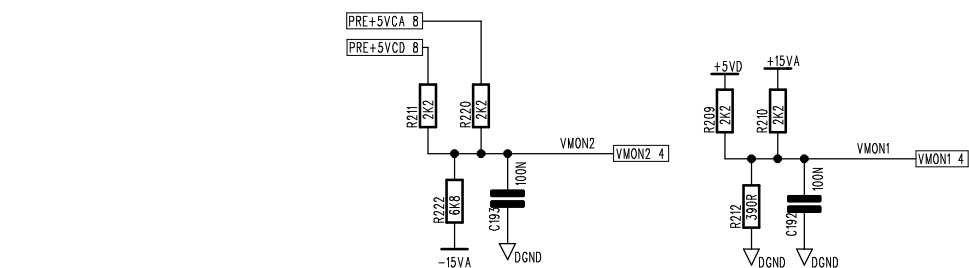 PRE+5VCA 8
PRE+5VCD 8
R211
2K2
R220
2K2
VMON2
VMON2 4
R222
6K8
C193
100N
-15VA
DGND
+5VD
+15VA
R209
2K2
R210
2K2
VMON1
VMON1 4
R212
390R
C192
100N
DGND
DGND